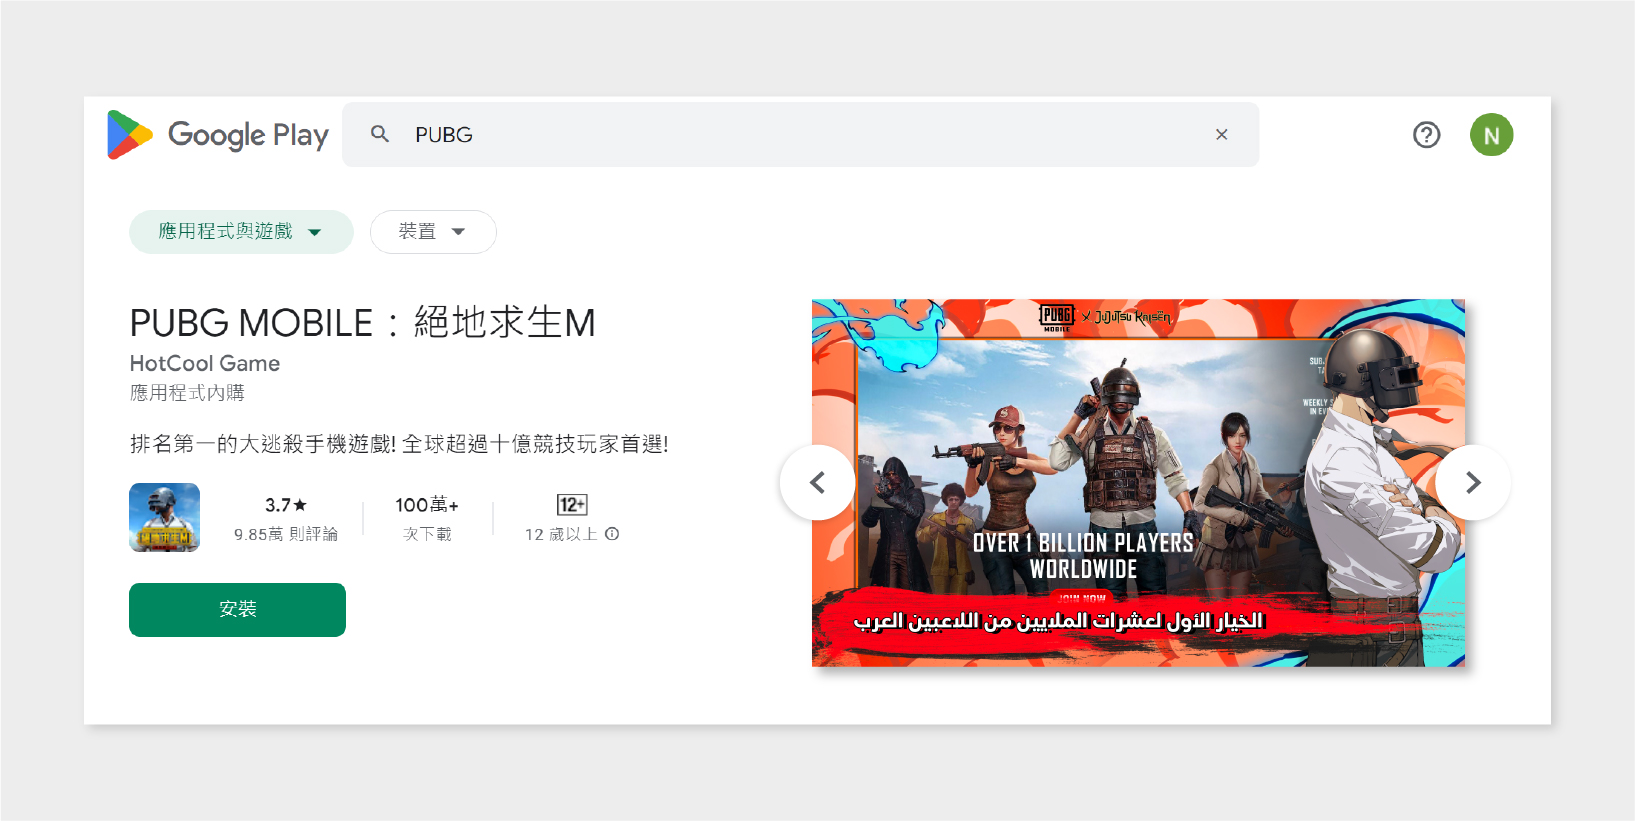 Google Play
PUBG
N
應用程式與遊戲
裝置
PUBG MOBILE：絕地求生M
HotCool Game
應用程式內購
排名第一的大逃殺手機遊戲! 全球超過十億競技玩家首選!
3.7★
9.85萬 則評論
100萬+
次下載
12+
12 歲以上
安裝
PUBG
MOBILE
X JUJUTSU KAISEN
WEEKLY
OVER 1 BILLION PLAYERS
WORLDWIDE
JOIN NOW
الخيار الأول لعشرات الملايين من اللاعبين العرب